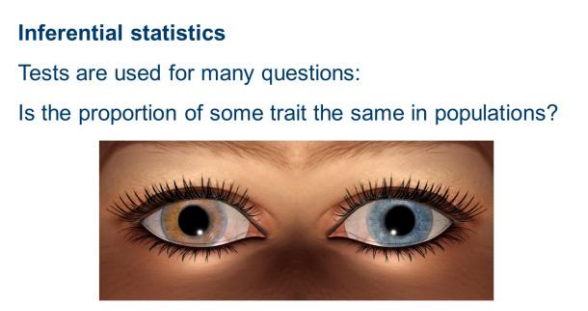 Inferential statistics
Tests are used for many questions:
Is the proportion of some trait the same in populations?